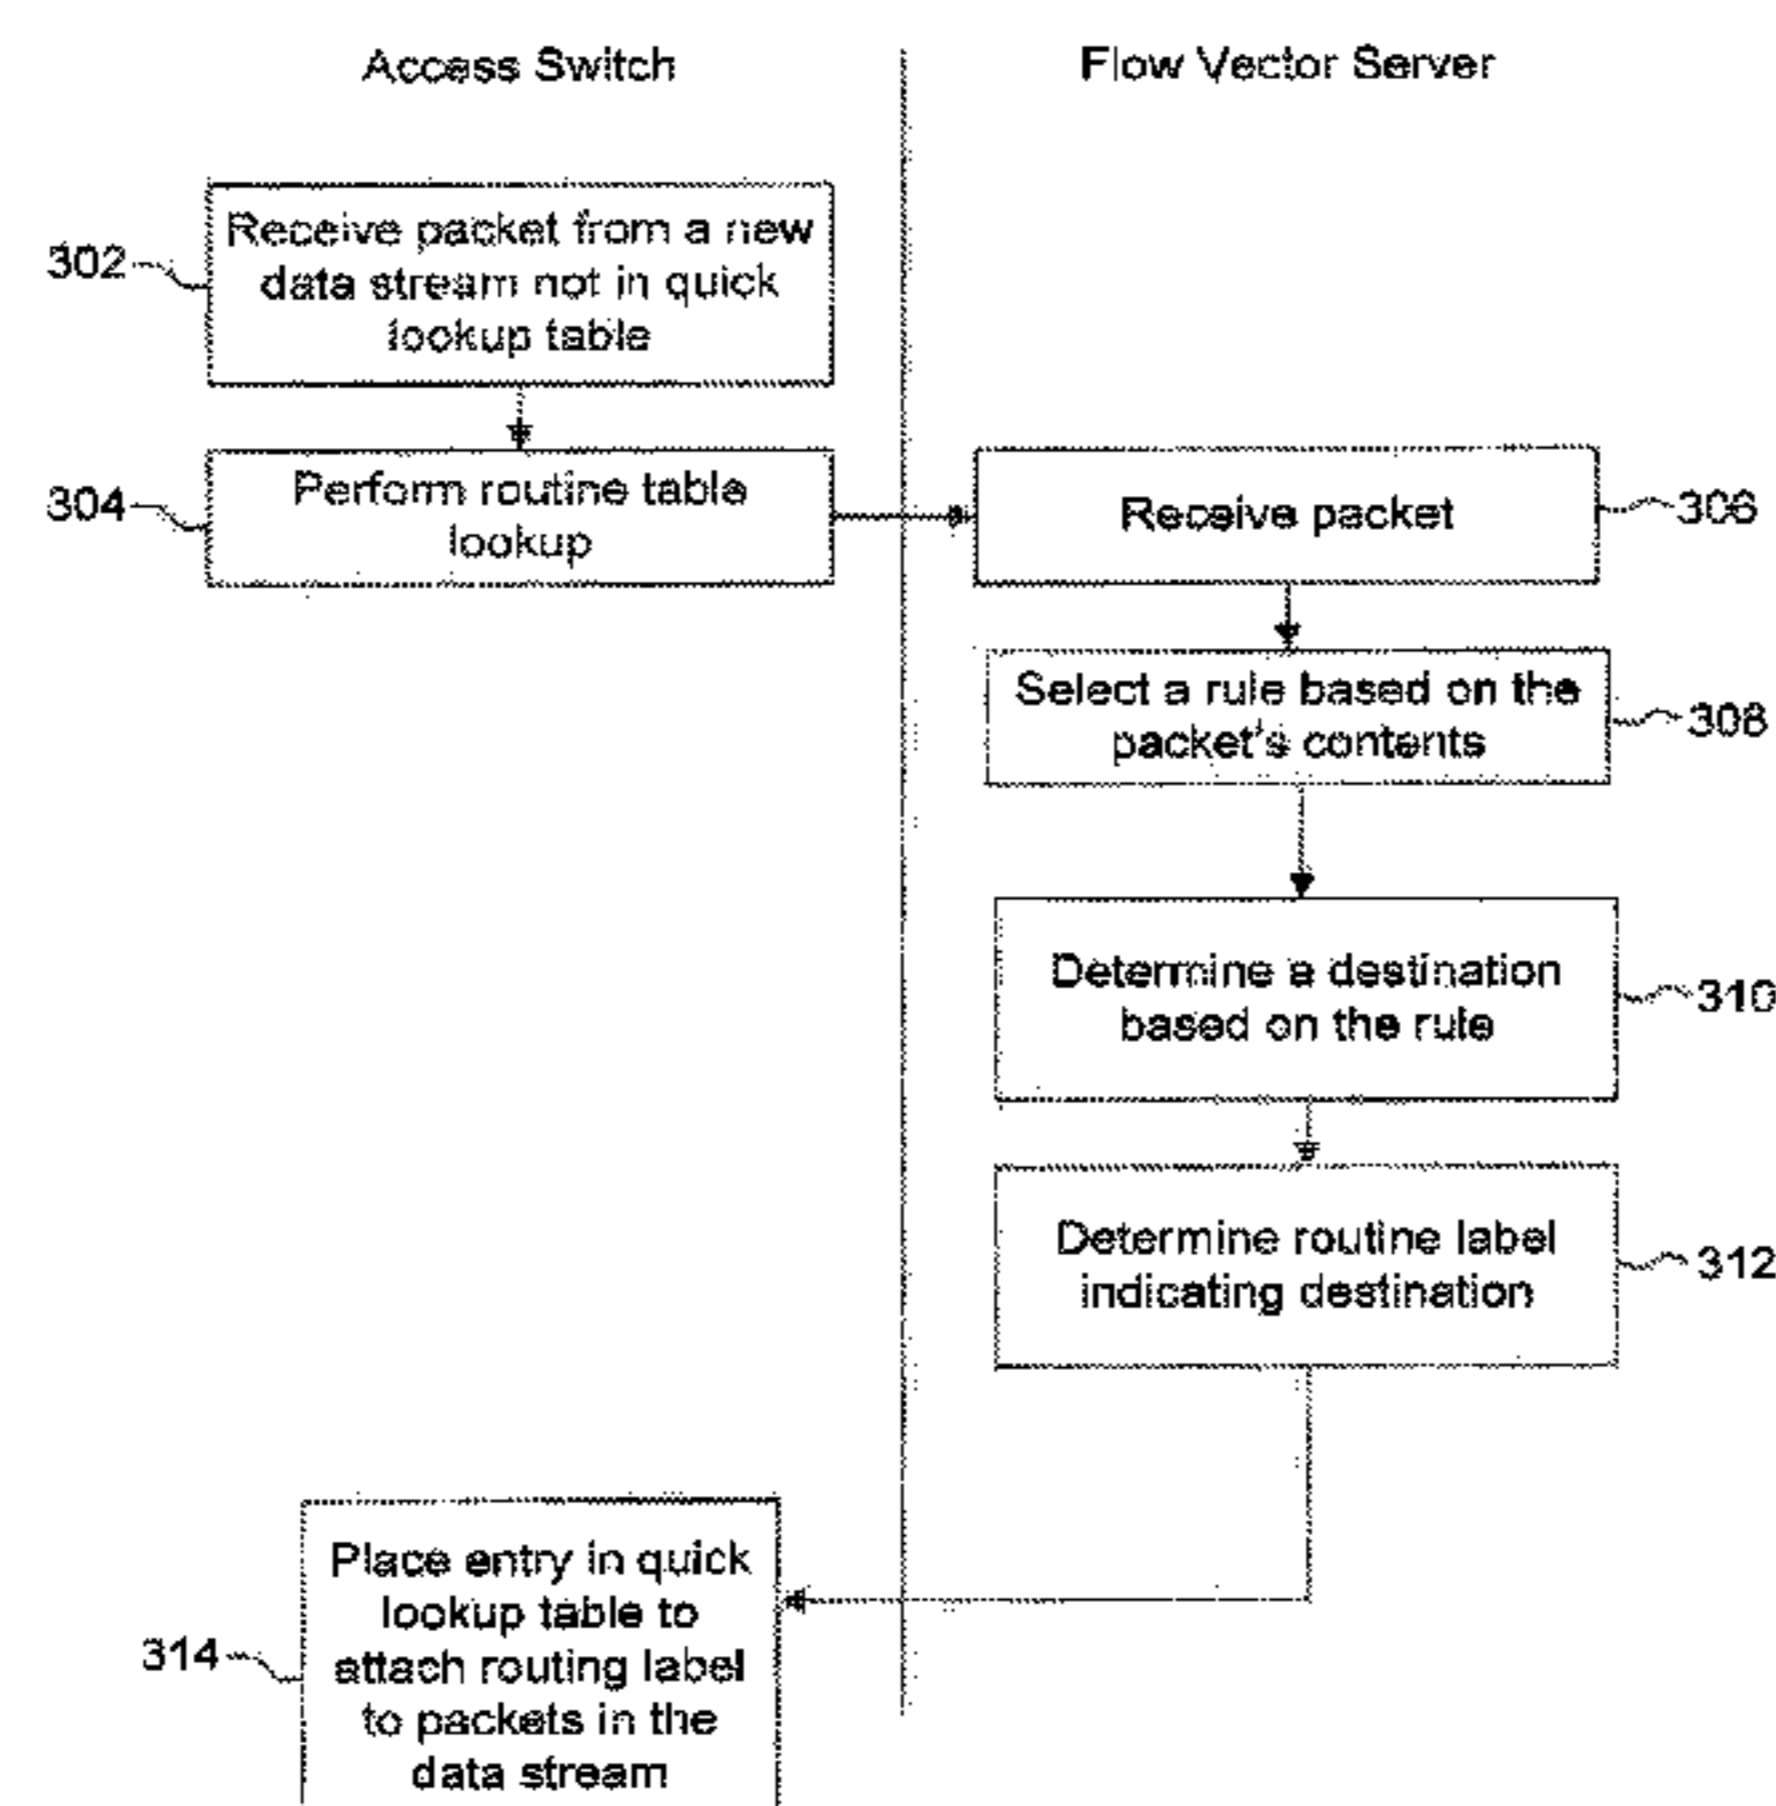 Access Switch
Flow Vector Server
302
Receive packet from a new
data stream not in quick
lookup table
304
Perform routine table
lookup
Receive packet
306
Select a rule based on the
packet's contents
308
Determine a destination
based on the rule
310
Determine routine label
indicating destination
312
314
Place entry in quick
lookup table to
attach routing label
to packets in the
data stream